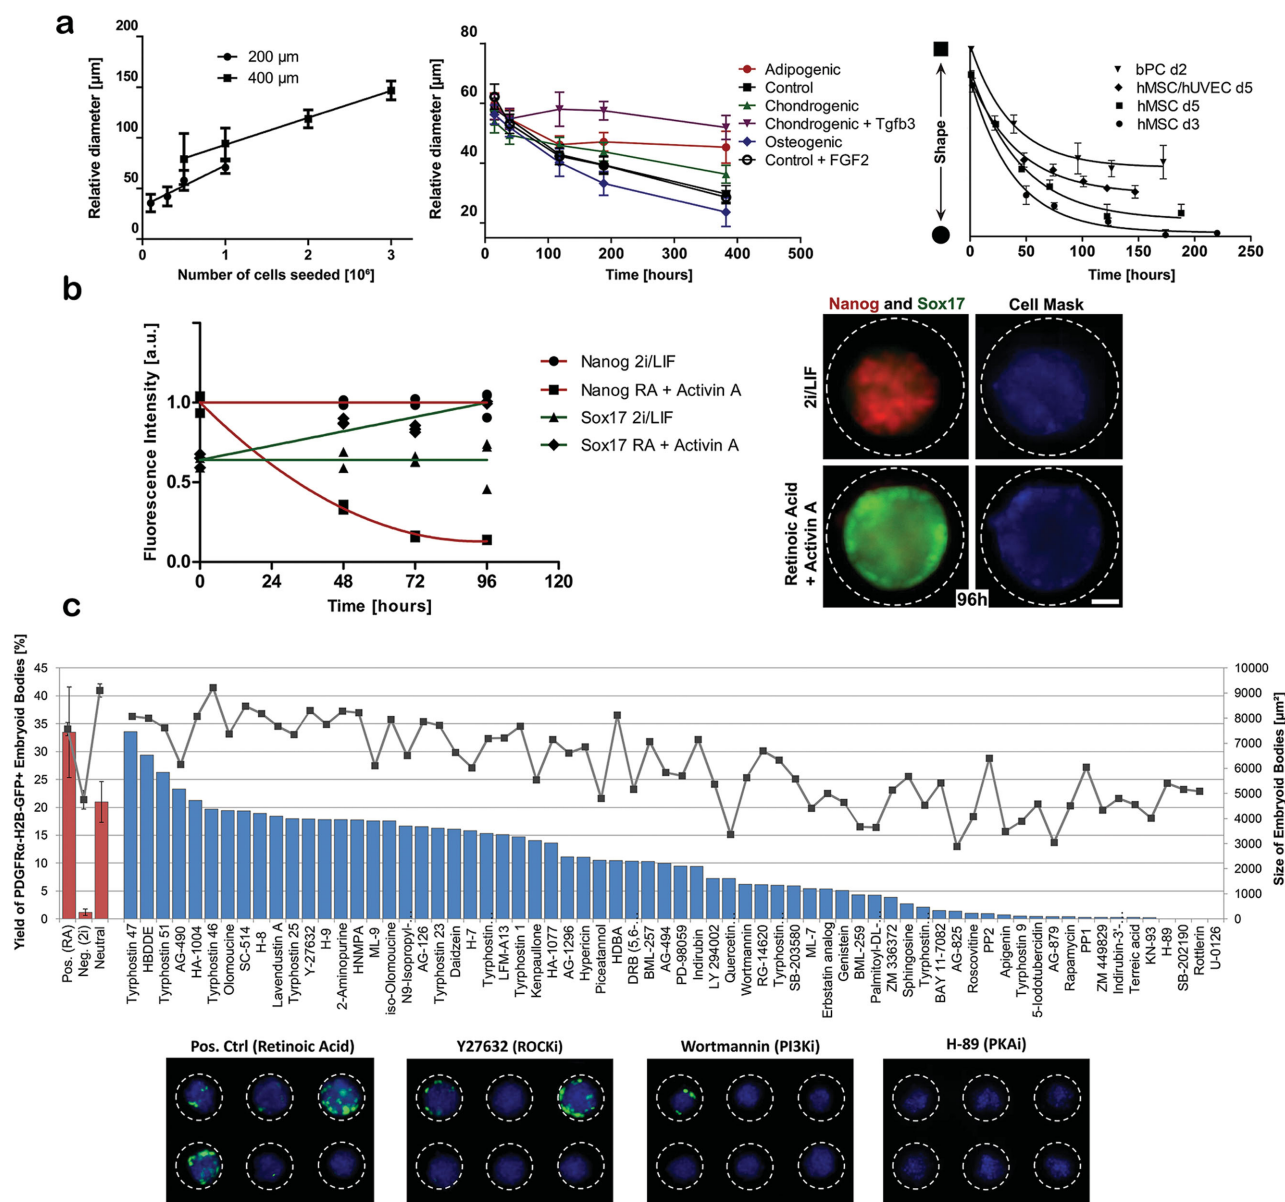 a
200
150
100
50
0
Relative diameter [µm]
200 µm
400 µm
0
1
2
3
Number of cells seeded [10⁶]
80
60
40
20
Relative diameter [µm]
Adipogenic
Control
Chondrogenic
Chondrogenic + Tgfb3
Osteogenic
Control + FGF2
0 100 200 300 400 500
Time [hours]
Shape
bPC d2
hMSC/hUVEC d5
hMSC d5
hMSC d3
0 50 100 150 200 250
Time [hours]
b
Fluorescence Intensity [a.u.]
1.0
0.5
0.0
0 24 48 72 96 120
Time [hours]
Nanog 2i/LIF
Nanog RA + Activin A
Sox17 2i/LIF
Sox17 RA + Activin A
Nanog and Sox17
Cell Mask
2i/LIF
Retinoic Acid
+ Activin A
96h
c
Yield of PDGFRα-H2B-GFP+ Embryoid Bodies [%]
45
40
35
30
25
20
15
10
5
0
10000
9000
8000
7000
6000
5000
4000
3000
2000
1000
0
Size of Embryoid Bodies [µm²]
Pos. (RA)
Neg. (2i)
Neutral
Tyrphostin 47
HBDDE
Tyrphostin 51
AG-490
HA-1004
Tyrphostin 46
Olomoucine
SC-514
H-8
Lavendustin A
Tyrphostin 25
Y-27632
H-9
2-Aminopurine
HNMPA
ML-9
iso-Olomoucine
N9-Isopropyl-…
AG-126
Tyrphostin 23
Daidzein
H-7
Tyrphostin…
LFM-A13
Tyrphostin 1
Kenpaullone
HA-1077
AG-1296
Hypericin
Piceatannol
HDBA
DRB (5,6-…
BML-257
AG-494
PD-98059
Indirubin
LY 294002
Quercetin…
Wortmannin
RG-14620
Tyrphostin…
SB-203580
ML-7
Erbstatin analog
Genistein
BML-259
Palmitoyl-DL-…
ZM 336372
Sphingosine
Tyrphostin…
BAY 11-7082
AG-825
Roscovitine
PP2
Apigenin
Tyrphostin 9
5-Iodotubercidin
AG-879
Rapamycin
PP1
ZM 449829
Indirubin-3'-…
Terreic acid
KN-93
H-89
SB-202190
Rottlerin
U-0126
Pos. Ctrl (Retinoic Acid)
Y27632 (ROCKi)
Wortmannin (PI3Ki)
H-89 (PKAi)